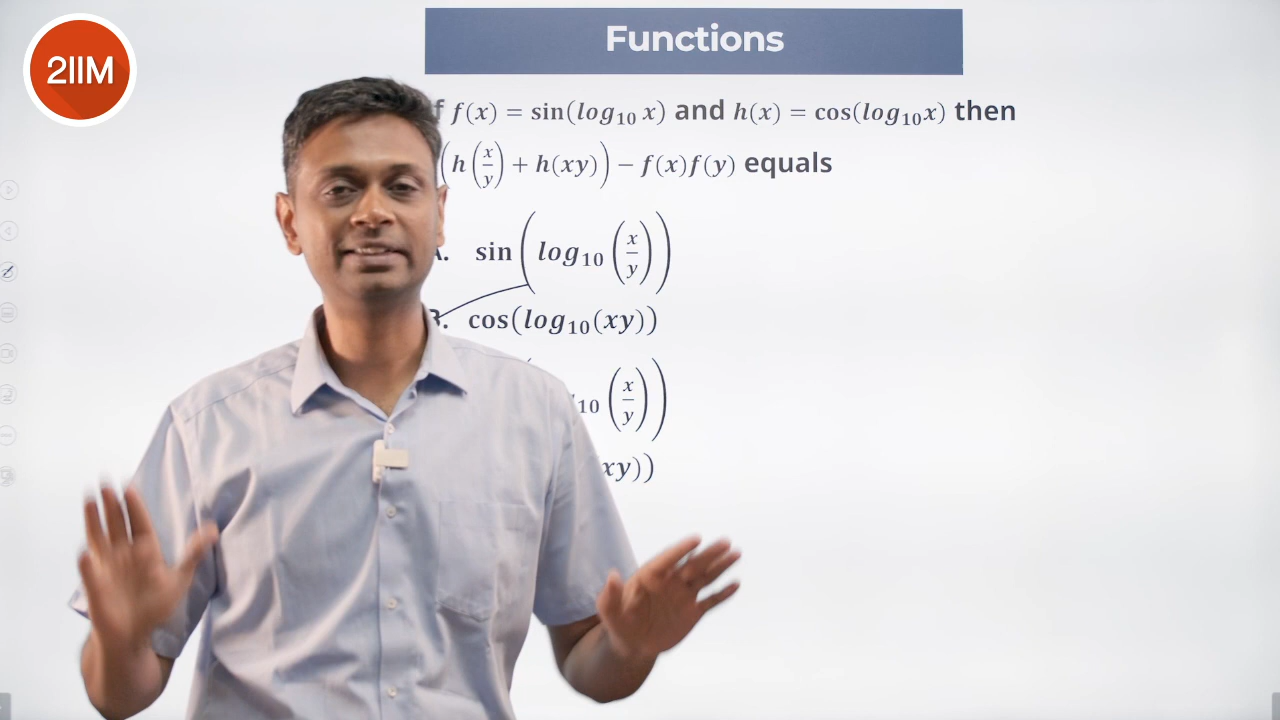 2IIM
Functions
f f(x) = sin(log₁₀ x) and h(x) = cos(log₁₀x) then
(h(x/y) + h(xy)) − f(x)f(y) equals
A. sin(log₁₀(x/y))
B. cos(log₁₀(xy))
₁₀(x/y))
xy))